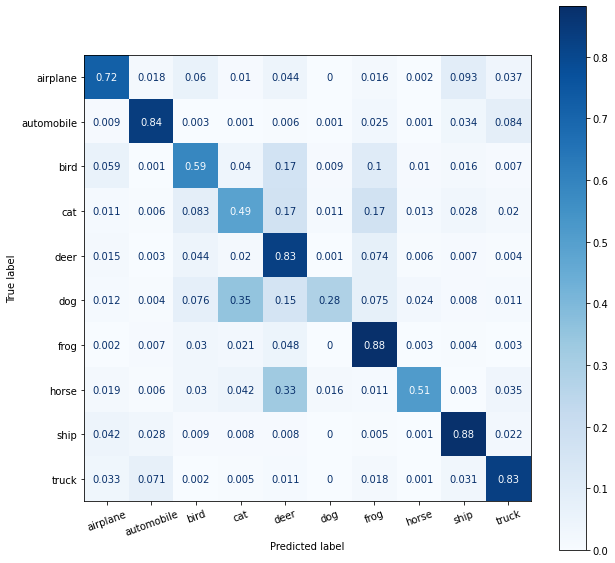 airplane 0.72 0.018 0.06 0.01 0.044 0 0.016 0.002 0.093 0.037
automobile 0.009 0.84 0.003 0.001 0.006 0.001 0.025 0.001 0.034 0.084
bird 0.059 0.001 0.59 0.04 0.17 0.009 0.1 0.01 0.016 0.007
cat 0.011 0.006 0.083 0.49 0.17 0.011 0.17 0.013 0.028 0.02
deer 0.015 0.003 0.044 0.02 0.83 0.001 0.074 0.006 0.007 0.004
dog 0.012 0.004 0.076 0.35 0.15 0.28 0.075 0.024 0.008 0.011
frog 0.002 0.007 0.03 0.021 0.048 0 0.88 0.003 0.004 0.003
horse 0.019 0.006 0.03 0.042 0.33 0.016 0.011 0.51 0.003 0.035
ship 0.042 0.028 0.009 0.008 0.008 0 0.005 0.001 0.88 0.022
truck 0.033 0.071 0.002 0.005 0.011 0 0.018 0.001 0.031 0.83
airplane automobile bird cat deer dog frog horse ship truck
Predicted label
True label
0.8
0.7
0.6
0.5
0.4
0.3
0.2
0.1
0.0